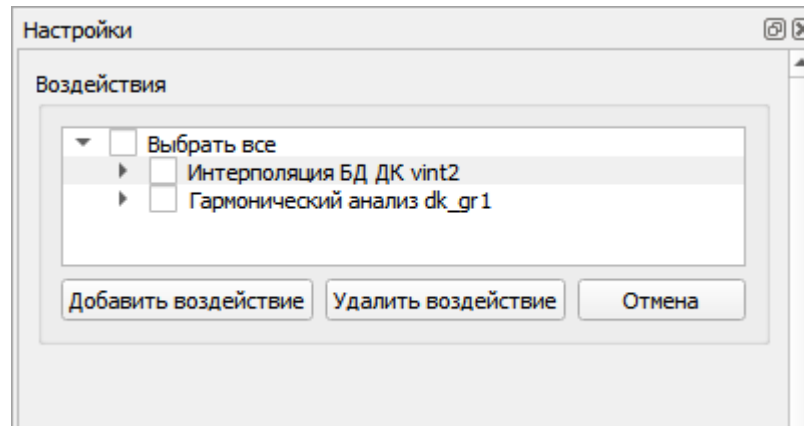 Настройки
Воздействия
Выбрать все
Интерполяция БД ДК vint2
Гармонический анализ dk_gr1
Добавить воздействие Удалить воздействие Отмена